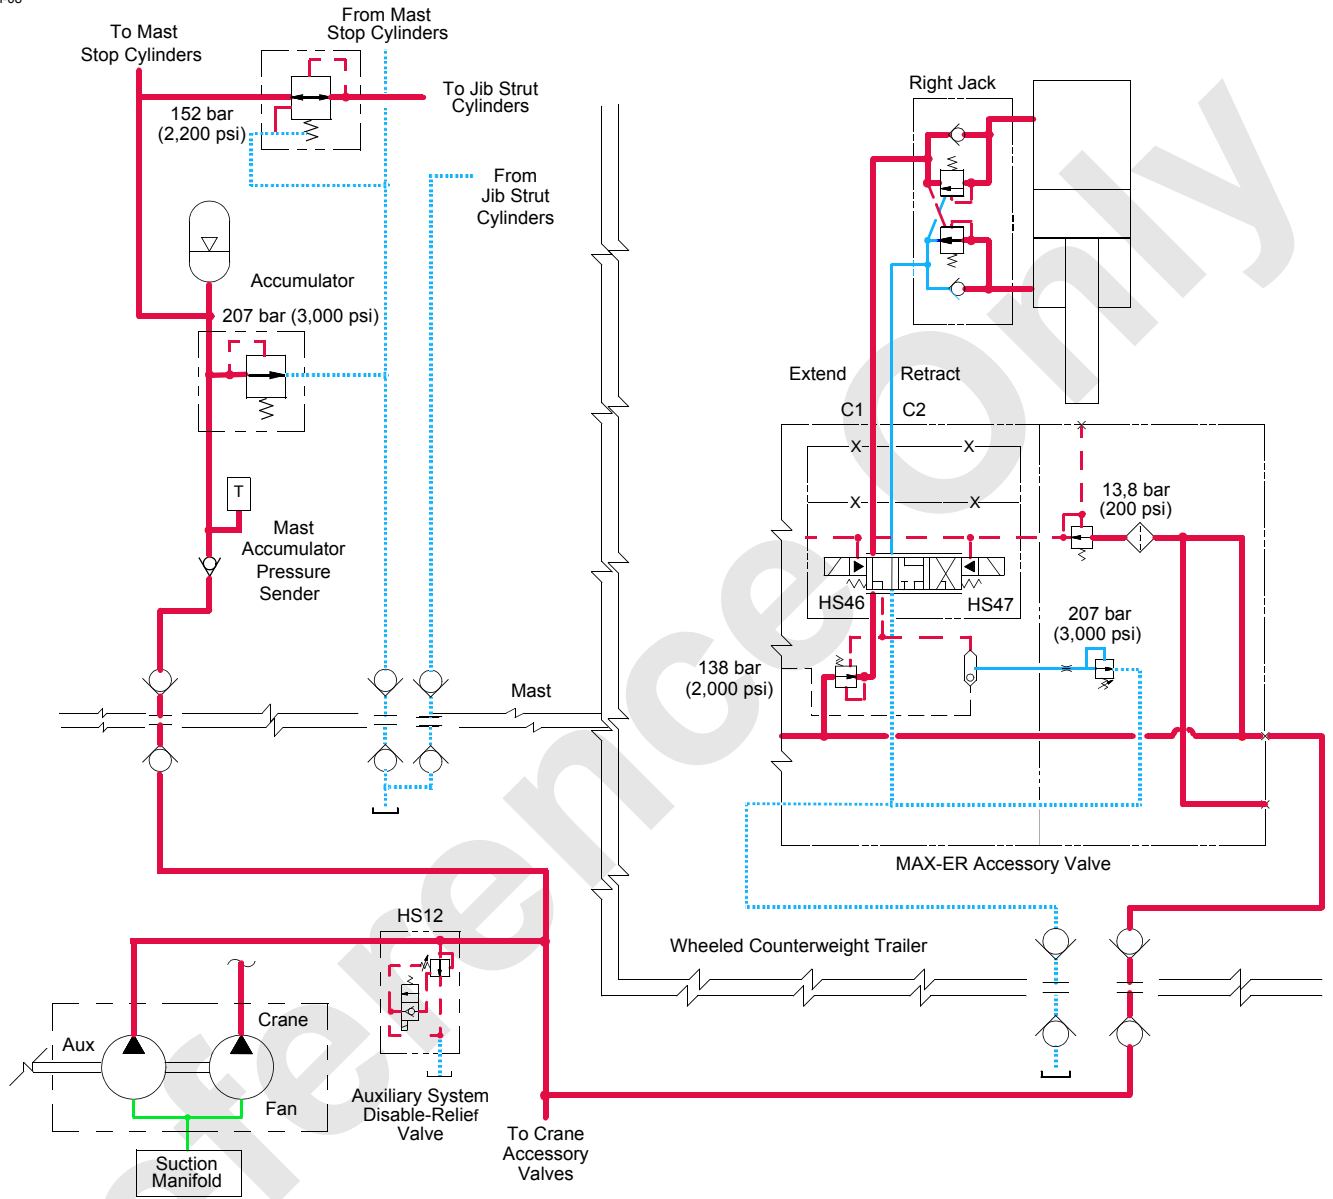 To Mast
Stop Cylinders
From Mast
Stop Cylinders
152 bar
(2,200 psi)
To Jib Strut
Cylinders
From
Jib Strut
Cylinders
Accumulator
207 bar (3,000 psi)
T
Mast
Accumulator
Pressure
Sender
Mast
Right Jack
Extend
Retract
C1
C2
X
X
X
X
13,8 bar
(200 psi)
HS46
HS47
207 bar
(3,000 psi)
138 bar
(2,000 psi)
MAX-ER Accessory Valve
Wheeled Counterweight Trailer
HS12
Auxiliary System
Disable-Relief
Valve
Aux
Crane
Fan
Suction
Manifold
To Crane
Accessory
Valves
ference Only